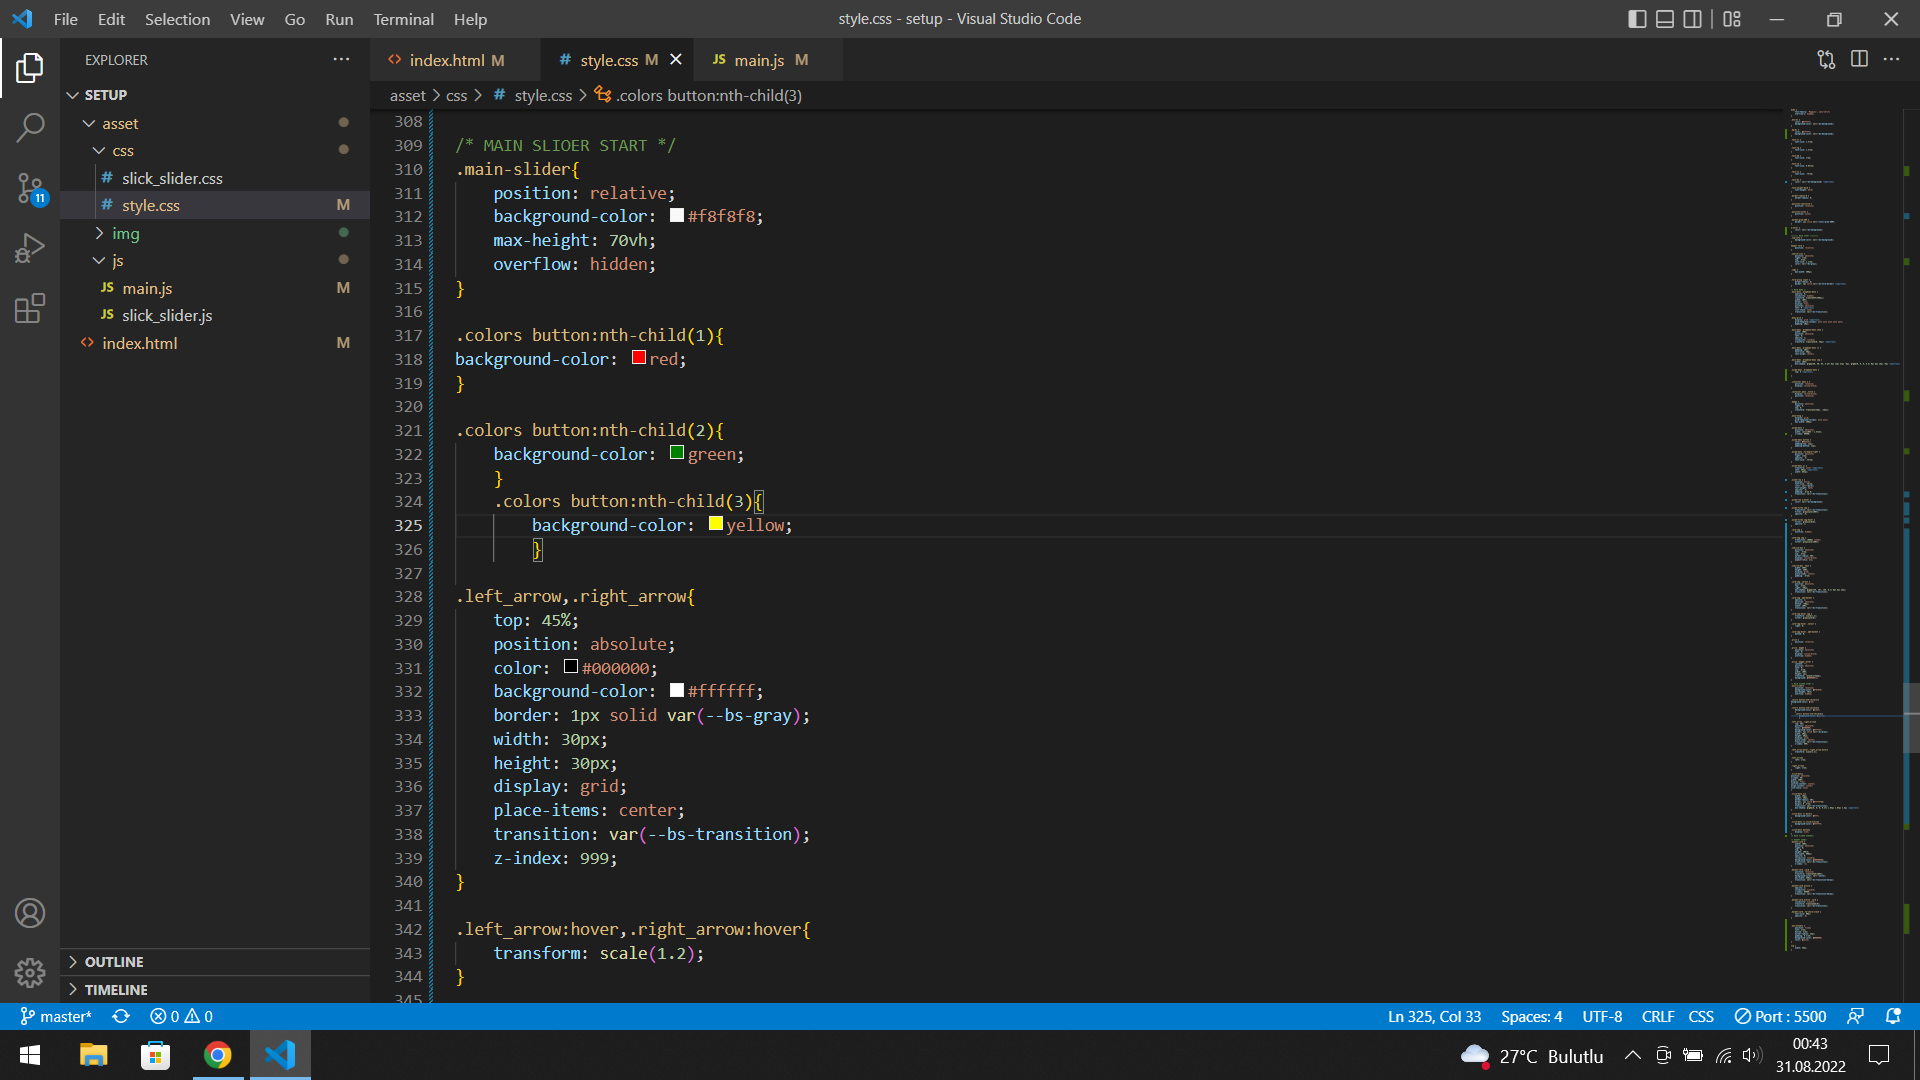 File Edit Selection View Go Run Terminal Help
style.css - setup - Visual Studio Code
EXPLORER
index.html M
# style.css M
JS main.js M
SETUP
asset > css > # style.css > .colors button:nth-child(3)
asset
css
# slick_slider.css
# style.css M
img
js
JS main.js M
JS slick_slider.js
<> index.html M
11
308
309 /* MAIN SLIOER START */
310 .main-slider{
311 position: relative;
312 background-color: #f8f8f8;
313 max-height: 70vh;
314 overflow: hidden;
315 }
316
317 .colors button:nth-child(1){
318 background-color: red;
319 }
320
321 .colors button:nth-child(2){
322 background-color: green;
323 }
324 .colors button:nth-child(3){
325 background-color: yellow;
326 }
327
328 .left_arrow,.right_arrow{
329 top: 45%;
330 position: absolute;
331 color: #000000;
332 background-color: #ffffff;
333 border: 1px solid var(--bs-gray);
334 width: 30px;
335 height: 30px;
336 display: grid;
337 place-items: center;
338 transition: var(--bs-transition);
339 z-index: 999;
340 }
341
342 .left_arrow:hover,.right_arrow:hover{
343 transform: scale(1.2);
344 }
345
OUTLINE
TIMELINE
master* 0 0
Ln 325, Col 33 Spaces: 4 UTF-8 CRLF CSS Port : 5500
27°C Bulutlu
00:43
31.08.2022